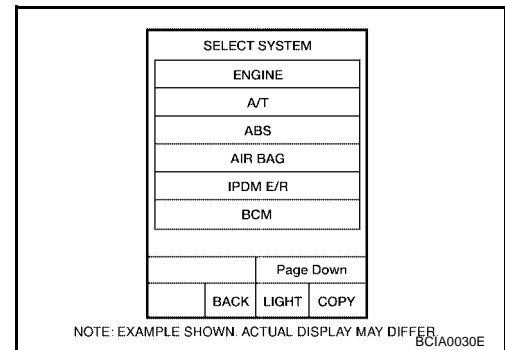 SELECT SYSTEM
ENGINE
A/T
ABS
AIR BAG
IPDM E/R
BCM
Page Down
BACK LIGHT COPY
NOTE: EXAMPLE SHOWN. ACTUAL DISPLAY MAY DIFFER.
BCIA0030E